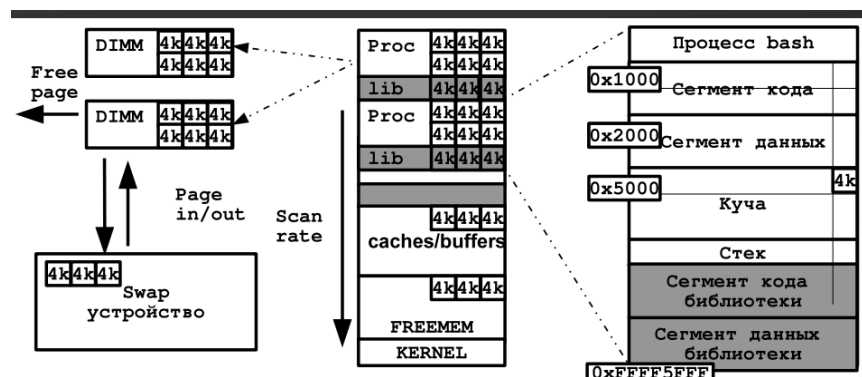 DIMM
4k4k4k
4k4k4k
Free
page
DIMM
4k4k4k
4k4k4k
Page
in/out
4k4k4k
Swap
устройство
Proc
4k4k4k
4k4k4k
lib
4k4k4k
Proc
4k4k4k
4k4k4k
lib
4k4k4k
Scan
rate
4k4k4k
caches/buffers
4k4k4k
FREEMEM
KERNEL
Процесс bash
0x1000
Сегмент кода
0x2000
Сегмент данных
0x5000
4k
Куча
Стек
Сегмент кода
библиотеки
Сегмент данных
библиотеки
0xFFFF5FFF